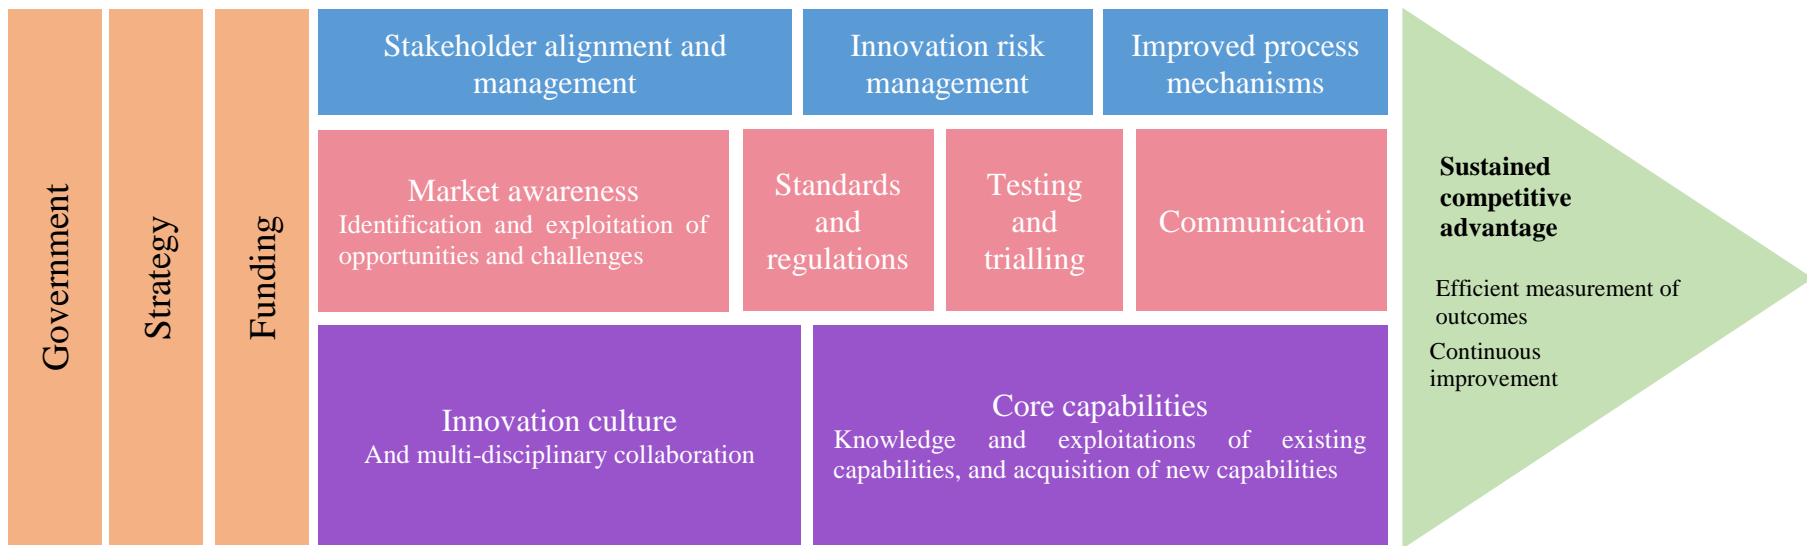 Government
Strategy
Funding
Stakeholder alignment and
management
Innovation risk
management
Improved process
mechanisms
Market awareness
Identification and exploitation of
opportunities and challenges
Standards
and
regulations
Testing
and
trialling
Communication
Innovation culture
And multi-disciplinary collaboration
Core capabilities
Knowledge and exploitations of existing
capabilities, and acquisition of new capabilities
Sustained
competitive
advantage
Efficient measurement of
outcomes
Continuous
improvement